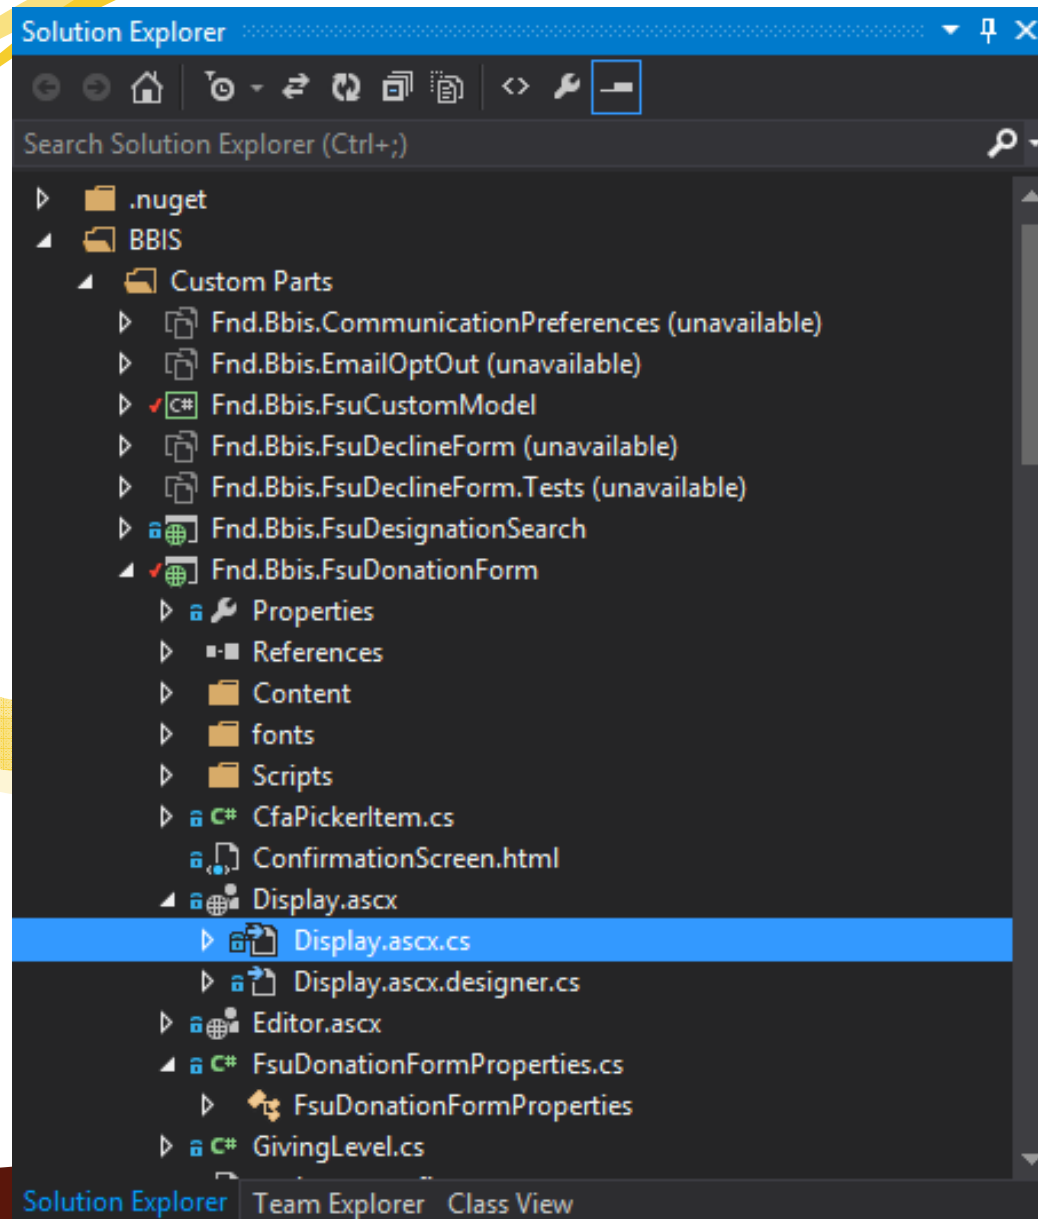 Solution Explorer
Search Solution Explorer (Ctrl+;)
.nuget
BBIS
Custom Parts
Fnd.Bbis.CommunicationPreferences (unavailable)
Fnd.Bbis.EmailOptOut (unavailable)
C# Fnd.Bbis.FsuCustomModel
Fnd.Bbis.FsuDeclineForm (unavailable)
Fnd.Bbis.FsuDeclineForm.Tests (unavailable)
Fnd.Bbis.FsuDesignationSearch
Fnd.Bbis.FsuDonationForm
Properties
References
Content
fonts
Scripts
C# CfaPickerItem.cs
ConfirmationScreen.html
Display.ascx
Display.ascx.cs
Display.ascx.designer.cs
Editor.ascx
C# FsuDonationFormProperties.cs
FsuDonationFormProperties
C# GivingLevel.cs
Solution Explorer Team Explorer Class View